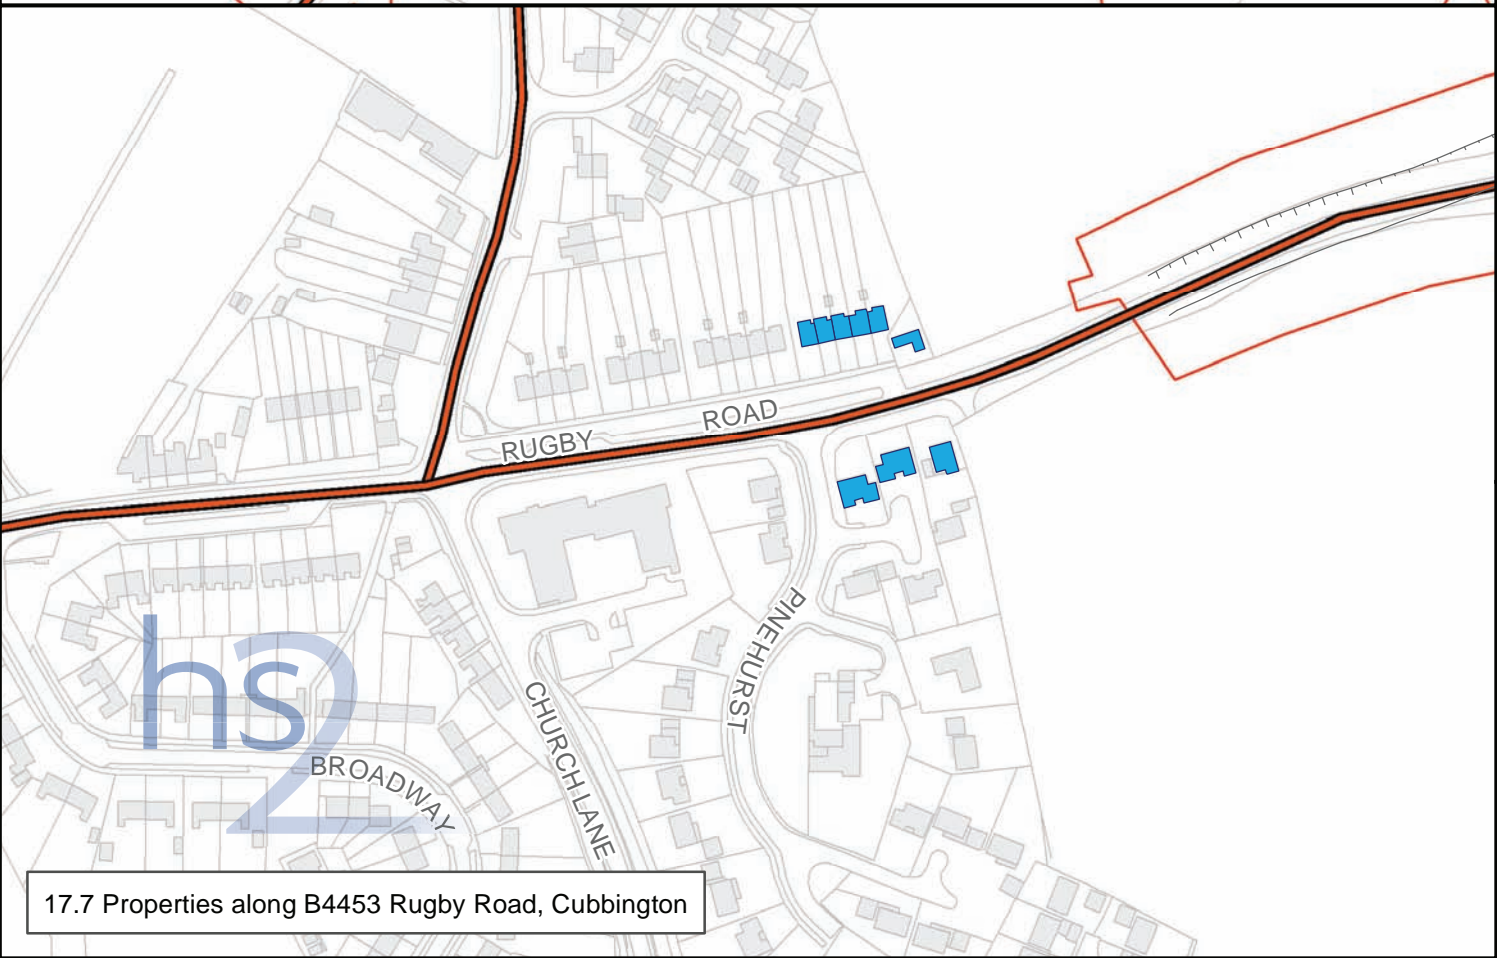 RUGBY ROAD
PINEHURST
CHURCH LANE
BROADWAY
hs2
17.7 Properties along B4453 Rugby Road, Cubbington